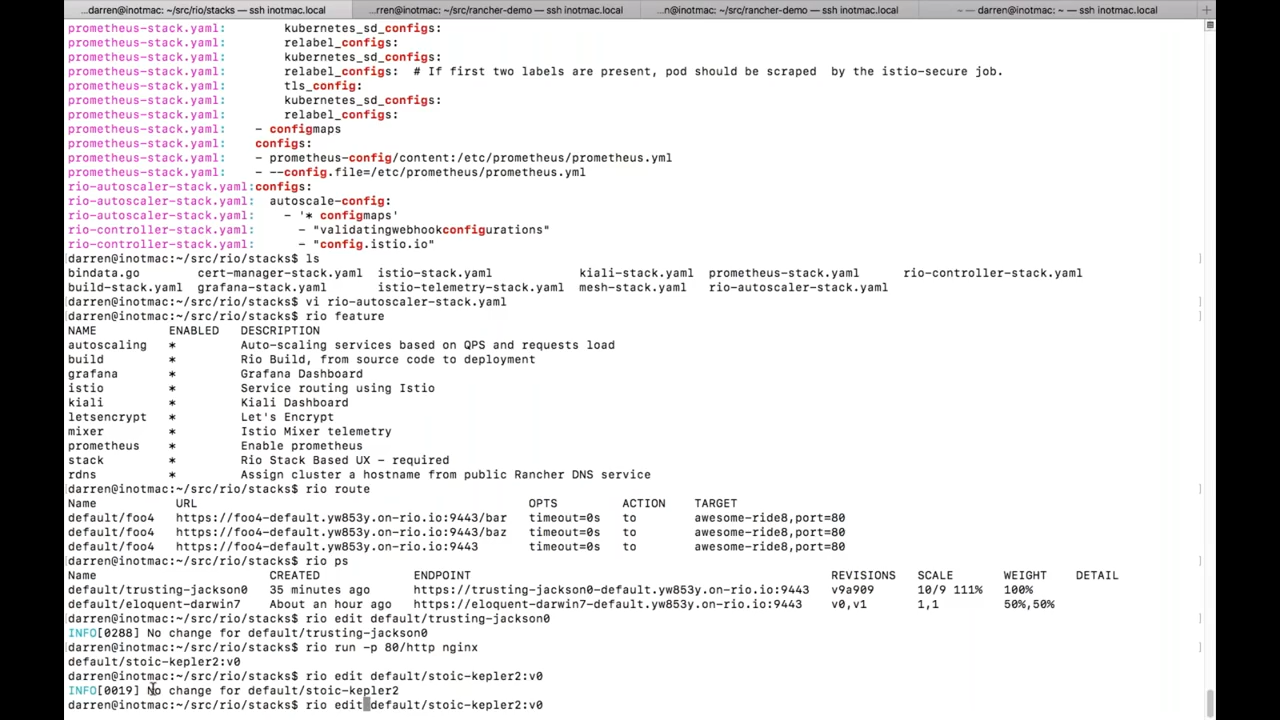 ...darren@inotmac: ~/src/rio/stacks — ssh inotmac.local ...rren@inotmac: ~/src/rancher-demo — ssh inotmac.local ...n@inotmac: ~/src/rancher-demo — ssh inotmac.local ~ — darren@inotmac: ~ — ssh inotmac.local +
prometheus-stack.yaml: kubernetes_sd_configs:
prometheus-stack.yaml: relabel_configs:
prometheus-stack.yaml: kubernetes_sd_configs:
prometheus-stack.yaml: relabel_configs: # If first two labels are present, pod should be scraped by the istio-secure job.
prometheus-stack.yaml: tls_config:
prometheus-stack.yaml: kubernetes_sd_configs:
prometheus-stack.yaml: relabel_configs:
prometheus-stack.yaml: - configmaps
prometheus-stack.yaml: configs:
prometheus-stack.yaml: - prometheus-config/content:/etc/prometheus/prometheus.yml
prometheus-stack.yaml: - --config.file=/etc/prometheus/prometheus.yml
rio-autoscaler-stack.yaml:configs:
rio-autoscaler-stack.yaml: autoscale-config:
rio-autoscaler-stack.yaml: - '* configmaps'
rio-controller-stack.yaml: - "validatingwebhookconfigurations"
rio-controller-stack.yaml: - "config.istio.io"
darren@inotmac:~/src/rio/stacks$ ls
bindata.go cert-manager-stack.yaml istio-stack.yaml kiali-stack.yaml prometheus-stack.yaml rio-controller-stack.yaml
build-stack.yaml grafana-stack.yaml istio-telemetry-stack.yaml mesh-stack.yaml rio-autoscaler-stack.yaml
darren@inotmac:~/src/rio/stacks$ vi rio-autoscaler-stack.yaml
darren@inotmac:~/src/rio/stacks$ rio feature
NAME ENABLED DESCRIPTION
autoscaling * Auto-scaling services based on QPS and requests load
build * Rio Build, from source code to deployment
grafana * Grafana Dashboard
istio * Service routing using Istio
kiali * Kiali Dashboard
letsencrypt * Let's Encrypt
mixer * Istio Mixer telemetry
prometheus * Enable prometheus
stack * Rio Stack Based UX - required
rdns * Assign cluster a hostname from public Rancher DNS service
darren@inotmac:~/src/rio/stacks$ rio route
Name URL OPTS ACTION TARGET
default/foo4 https://foo4-default.yw853y.on-rio.io:9443/bar timeout=0s to awesome-ride8,port=80
default/foo4 https://foo4-default.yw853y.on-rio.io:9443/baz timeout=0s to awesome-ride8,port=80
default/foo4 https://foo4-default.yw853y.on-rio.io:9443 timeout=0s to awesome-ride8,port=80
darren@inotmac:~/src/rio/stacks$ rio ps
Name CREATED ENDPOINT REVISIONS SCALE WEIGHT DETAIL
default/trusting-jackson0 35 minutes ago https://trusting-jackson0-default.yw853y.on-rio.io:9443 v9a909 10/9 111% 100%
default/eloquent-darwin7 About an hour ago https://eloquent-darwin7-default.yw853y.on-rio.io:9443 v0,v1 1,1 50%,50%
darren@inotmac:~/src/rio/stacks$ rio edit default/trusting-jackson0
INFO[0288] No change for default/trusting-jackson0
darren@inotmac:~/src/rio/stacks$ rio run -p 80/http nginx
default/stoic-kepler2:v0
darren@inotmac:~/src/rio/stacks$ rio edit default/stoic-kepler2:v0
INFO[0019] No change for default/stoic-kepler2
darren@inotmac:~/src/rio/stacks$ rio edit default/stoic-kepler2:v0